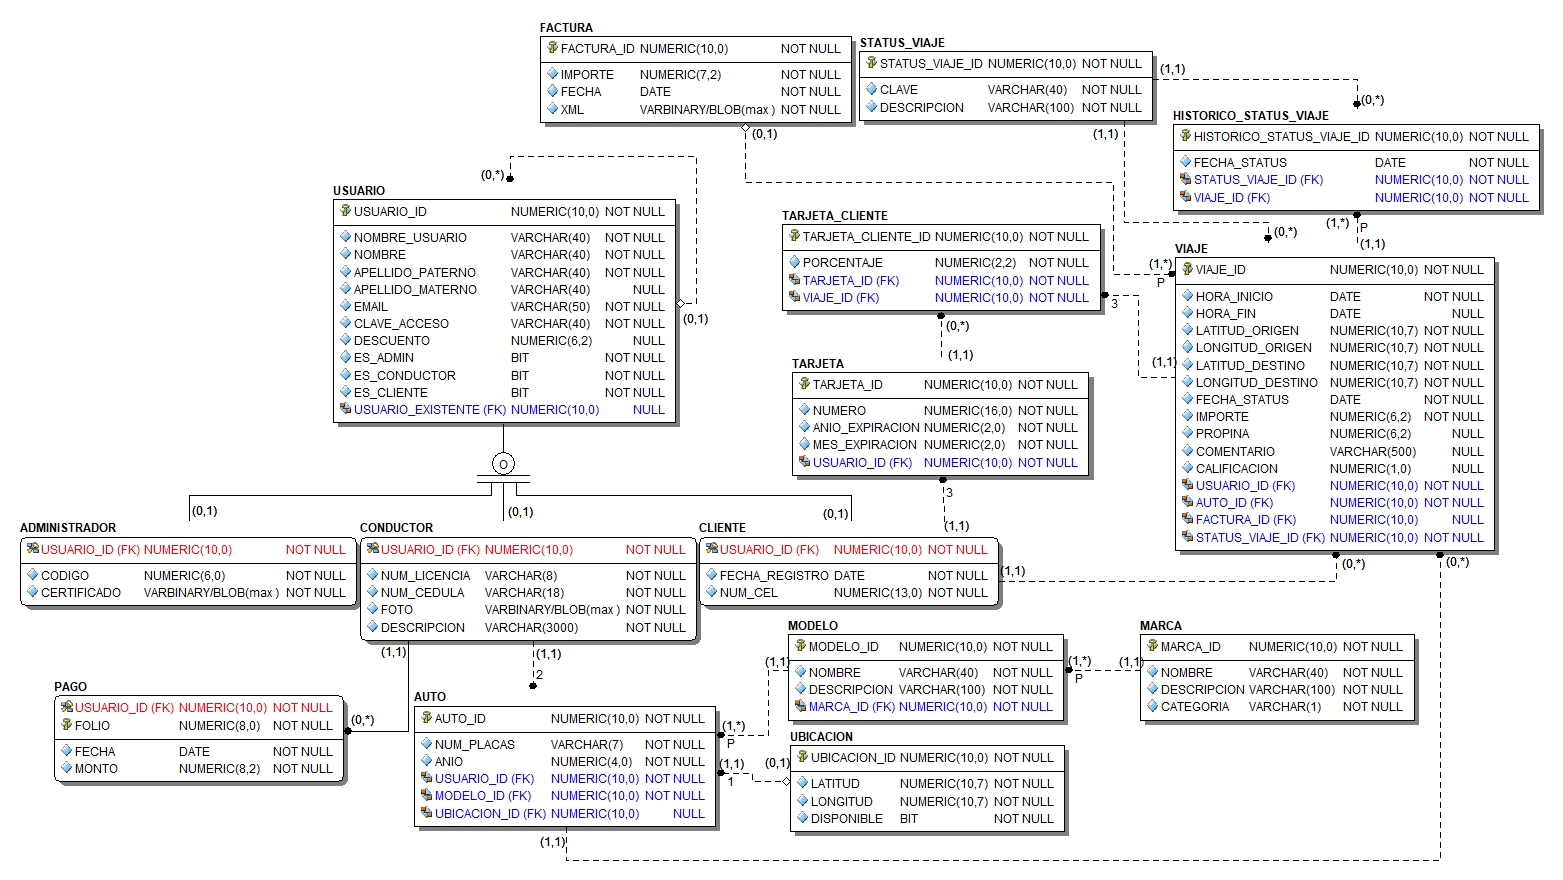 FACTURA
FACTURA_ID NUMERIC(10,0) NOT NULL
IMPORTE NUMERIC(7,2) NOT NULL
FECHA DATE NOT NULL
XML VARBINARY/BLOB(max ) NOT NULL
(0,1)
STATUS_VIAJE
STATUS_VIAJE_ID NUMERIC(10,0) NOT NULL
CLAVE VARCHAR(40) NOT NULL
DESCRIPCION VARCHAR(100) NOT NULL
(1,1)
(0,*)
(1,1)
HISTORICO_STATUS_VIAJE
HISTORICO_STATUS_VIAJE_ID NUMERIC(10,0) NOT NULL
FECHA_STATUS DATE NOT NULL
STATUS_VIAJE_ID (FK) NUMERIC(10,0) NOT NULL
VIAJE_ID (FK) NUMERIC(10,0) NOT NULL
(1,*)
P
(1,1)
(0,*)
(0,*)
USUARIO
USUARIO_ID NUMERIC(10,0) NOT NULL
NOMBRE_USUARIO VARCHAR(40) NOT NULL
NOMBRE VARCHAR(40) NOT NULL
APELLIDO_PATERNO VARCHAR(40) NOT NULL
APELLIDO_MATERNO VARCHAR(40) NULL
EMAIL VARCHAR(50) NOT NULL
CLAVE_ACCESO VARCHAR(40) NOT NULL
DESCUENTO NUMERIC(6,2) NULL
ES_ADMIN BIT NOT NULL
ES_CONDUCTOR BIT NOT NULL
ES_CLIENTE BIT NOT NULL
USUARIO_EXISTENTE (FK) NUMERIC(10,0) NULL
(0,1)
TARJETA_CLIENTE
TARJETA_CLIENTE_ID NUMERIC(10,0) NOT NULL
PORCENTAJE NUMERIC(2,2) NOT NULL
TARJETA_ID (FK) NUMERIC(10,0) NOT NULL
VIAJE_ID (FK) NUMERIC(10,0) NOT NULL
3
(0,*)
(1,1)
VIAJE
(1,*)
P
VIAJE_ID NUMERIC(10,0) NOT NULL
HORA_INICIO DATE NOT NULL
HORA_FIN DATE NULL
LATITUD_ORIGEN NUMERIC(10,7) NOT NULL
LONGITUD_ORIGEN NUMERIC(10,7) NOT NULL
LATITUD_DESTINO NUMERIC(10,7) NOT NULL
LONGITUD_DESTINO NUMERIC(10,7) NOT NULL
FECHA_STATUS DATE NOT NULL
IMPORTE NUMERIC(6,2) NOT NULL
PROPINA NUMERIC(6,2) NULL
COMENTARIO VARCHAR(500) NULL
CALIFICACION NUMERIC(1,0) NULL
USUARIO_ID (FK) NUMERIC(10,0) NOT NULL
AUTO_ID (FK) NUMERIC(10,0) NOT NULL
FACTURA_ID (FK) NUMERIC(10,0) NULL
STATUS_VIAJE_ID (FK) NUMERIC(10,0) NOT NULL
(1,1)
(0,*)
(0,*)
TARJETA
TARJETA_ID NUMERIC(10,0) NOT NULL
NUMERO NUMERIC(16,0) NOT NULL
ANIO_EXPIRACION NUMERIC(2,0) NOT NULL
MES_EXPIRACION NUMERIC(2,0) NOT NULL
USUARIO_ID (FK) NUMERIC(10,0) NOT NULL
3
(1,1)
O
(0,1)
(0,1)
(0,1)
ADMINISTRADOR
USUARIO_ID (FK) NUMERIC(10,0) NOT NULL
CODIGO NUMERIC(6,0) NOT NULL
CERTIFICADO VARBINARY/BLOB(max ) NOT NULL
CONDUCTOR
USUARIO_ID (FK) NUMERIC(10,0) NOT NULL
NUM_LICENCIA VARCHAR(8) NOT NULL
NUM_CEDULA VARCHAR(18) NOT NULL
FOTO VARBINARY/BLOB(max ) NOT NULL
DESCRIPCION VARCHAR(3000) NOT NULL
(1,1)
(1,1)
2
CLIENTE
USUARIO_ID (FK) NUMERIC(10,0) NOT NULL
FECHA_REGISTRO DATE NOT NULL
NUM_CEL NUMERIC(13,0) NOT NULL
(1,1)
MODELO
MODELO_ID NUMERIC(10,0) NOT NULL
NOMBRE VARCHAR(40) NOT NULL
DESCRIPCION VARCHAR(100) NOT NULL
MARCA_ID (FK) NUMERIC(10,0) NOT NULL
(1,1)
(1,*)
P
(1,1)
MARCA
MARCA_ID NUMERIC(10,0) NOT NULL
NOMBRE VARCHAR(40) NOT NULL
DESCRIPCION VARCHAR(100) NOT NULL
CATEGORIA VARCHAR(1) NOT NULL
PAGO
USUARIO_ID (FK) NUMERIC(10,0) NOT NULL
FOLIO NUMERIC(8,0) NOT NULL
FECHA DATE NOT NULL
MONTO NUMERIC(8,2) NOT NULL
(0,*)
AUTO
AUTO_ID NUMERIC(10,0) NOT NULL
NUM_PLACAS VARCHAR(7) NOT NULL
ANIO NUMERIC(4,0) NOT NULL
USUARIO_ID (FK) NUMERIC(10,0) NOT NULL
MODELO_ID (FK) NUMERIC(10,0) NOT NULL
UBICACION_ID (FK) NUMERIC(10,0) NULL
(1,*)
P
(1,1)
1
(0,1)
(1,1)
UBICACION
UBICACION_ID NUMERIC(10,0) NOT NULL
LATITUD NUMERIC(10,7) NOT NULL
LONGITUD NUMERIC(10,7) NOT NULL
DISPONIBLE BIT NOT NULL